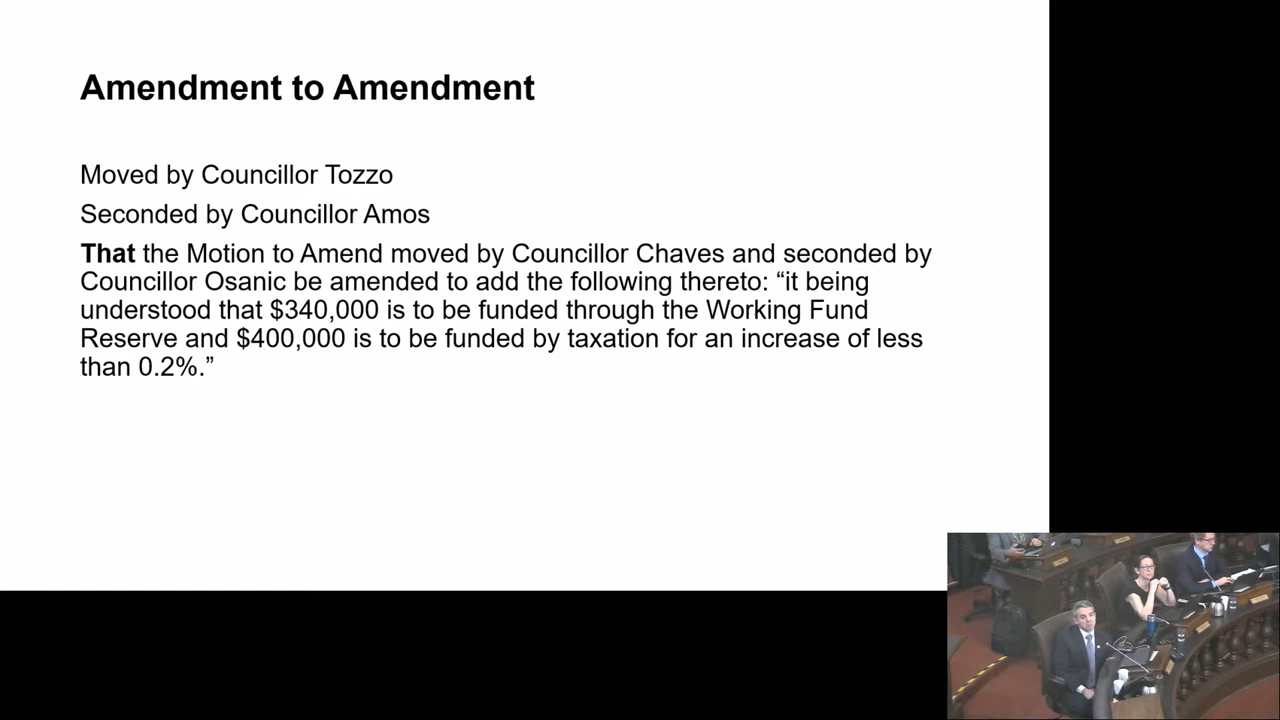 Amendment to Amendment
Moved by Councillor Tozzo
Seconded by Councillor Amos
That the Motion to Amend moved by Councillor Chaves and seconded by
Councillor Osanic be amended to add the following thereto: “it being
understood that $340,000 is to be funded through the Working Fund
Reserve and $400,000 is to be funded by taxation for an increase of less
than 0.2%.”